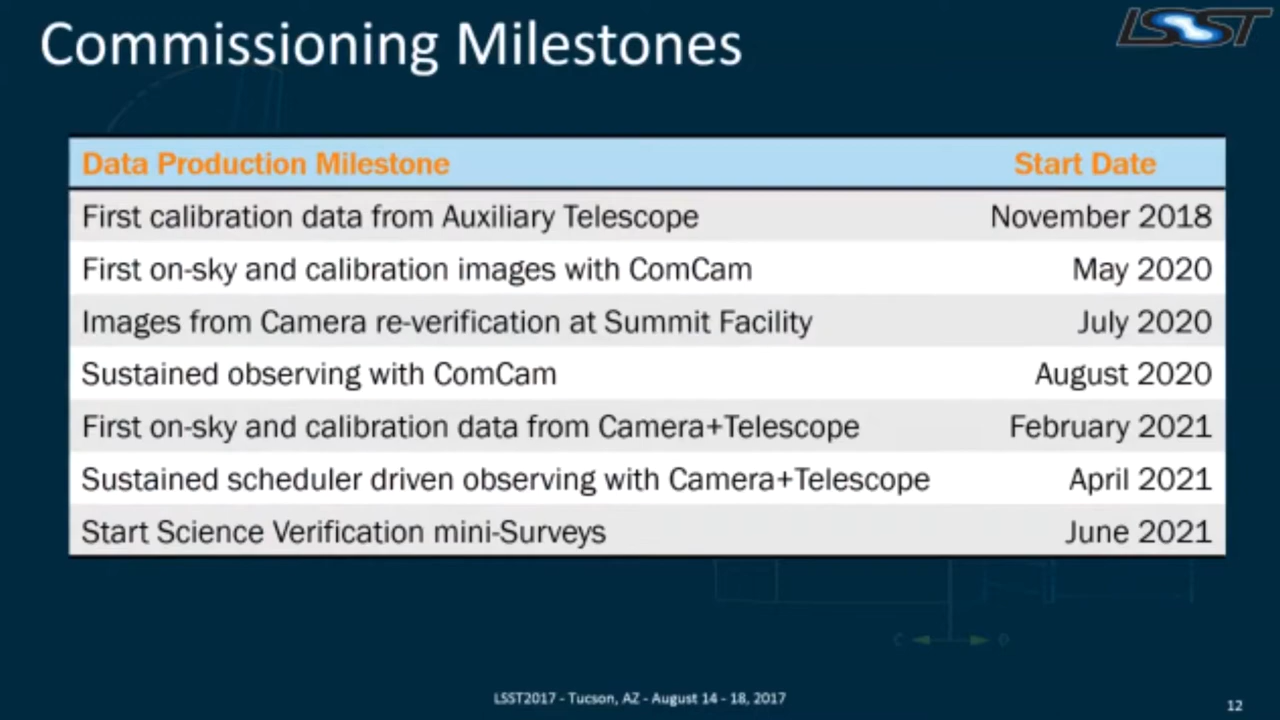 Commissioning Milestones
LSST
Data Production Milestone Start Date
First calibration data from Auxiliary Telescope November 2018
First on-sky and calibration images with ComCam May 2020
Images from Camera re-verification at Summit Facility July 2020
Sustained observing with ComCam August 2020
First on-sky and calibration data from Camera+Telescope February 2021
Sustained scheduler driven observing with Camera+Telescope April 2021
Start Science Verification mini-Surveys June 2021
C
LSST2017 - Tucson, AZ - August 14 - 18, 2017
12